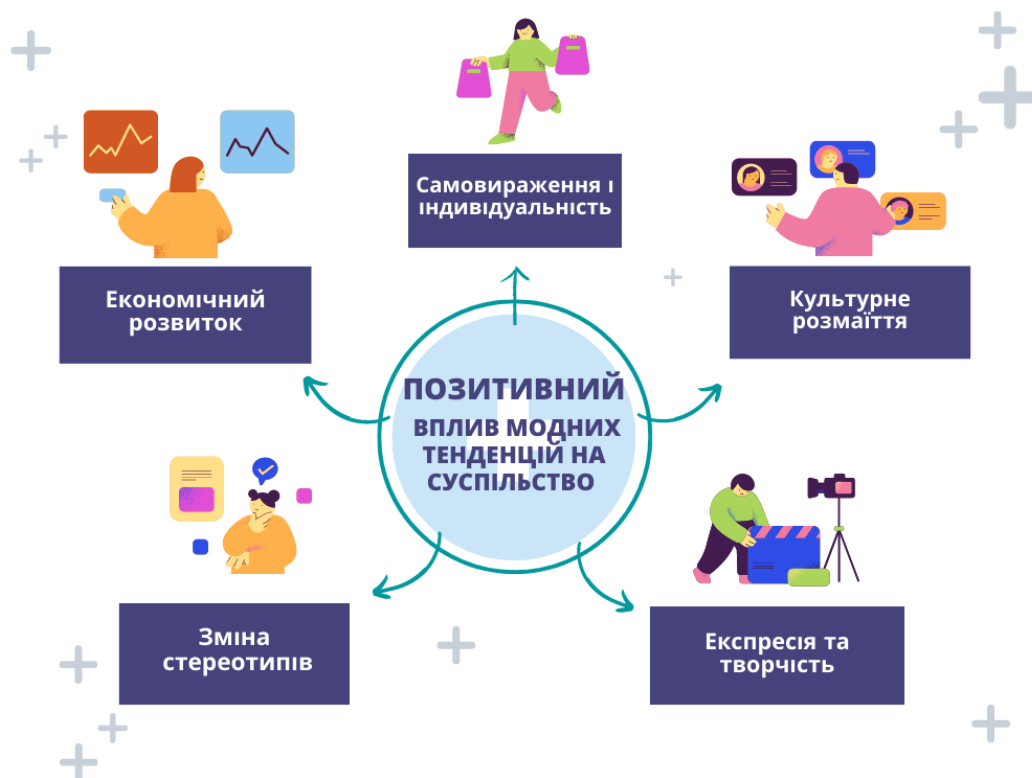 Самовираження і
індивідуальність
Економічний
розвиток
Культурне
розмаїття
ПОЗИТИВНИЙ
ВПЛИВ МОДНИХ
ТЕНДЕНЦІЙ НА
СУСПІЛЬСТВО
Зміна
стереотипів
Експресія та
творчість